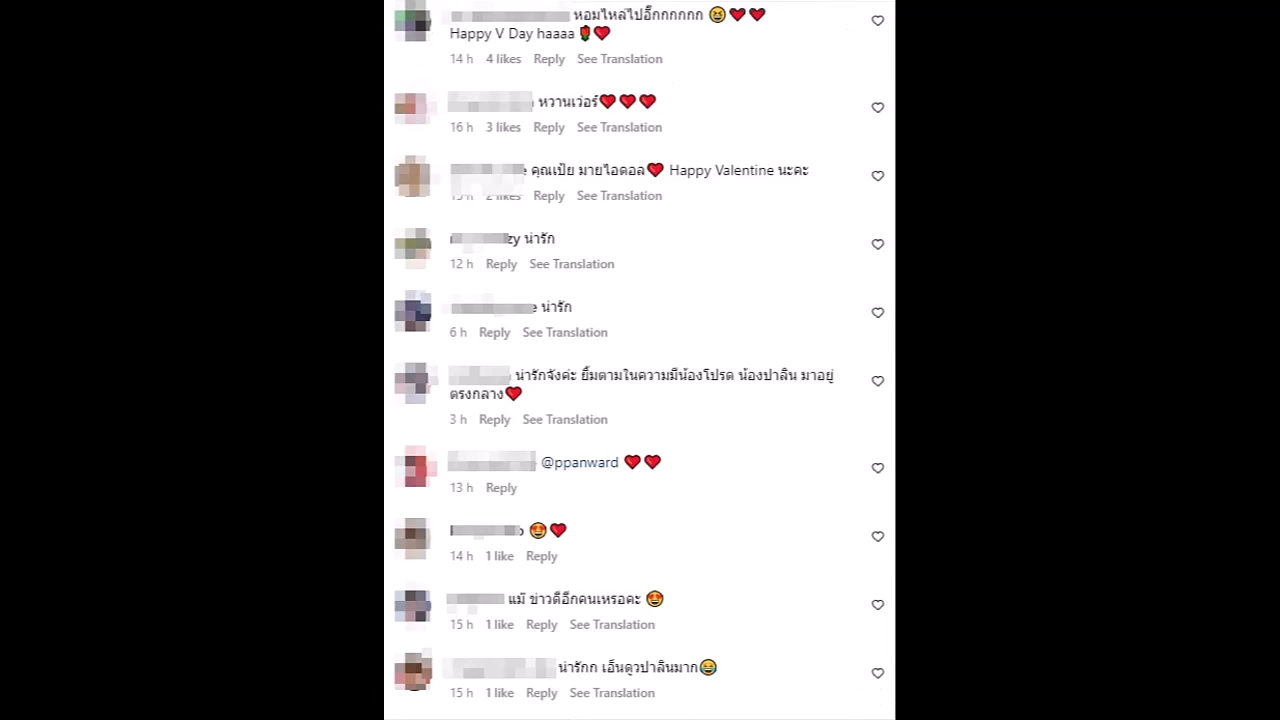 หอมไหลไปอี๊กกกกกก 😆❤️❤️
Happy V Day haaaa🌹❤️
14 h 4 likes Reply See Translation
หวานเว่อร์❤️❤️❤️
16 h 3 likes Reply See Translation
คุณเป้ย มายไอดอล❤️ Happy Valentine นะคะ
15 h 2 likes Reply See Translation
น่ารัก
12 h Reply See Translation
น่ารัก
6 h Reply See Translation
น่ารักจังค่ะ ยิ้มตามในความมีน้องโปรด น้องปาลิน มาอยู่
ตรงกลาง❤️
3 h Reply See Translation
@ppanward ❤️❤️
13 h Reply
😍❤️
14 h 1 like Reply
แม๊ ข่าวดีอีกคนเหรอคะ 😍
15 h 1 like Reply See Translation
น่ารักก เอ็นดูวปาลินมาก😂
15 h 1 like Reply See Translation